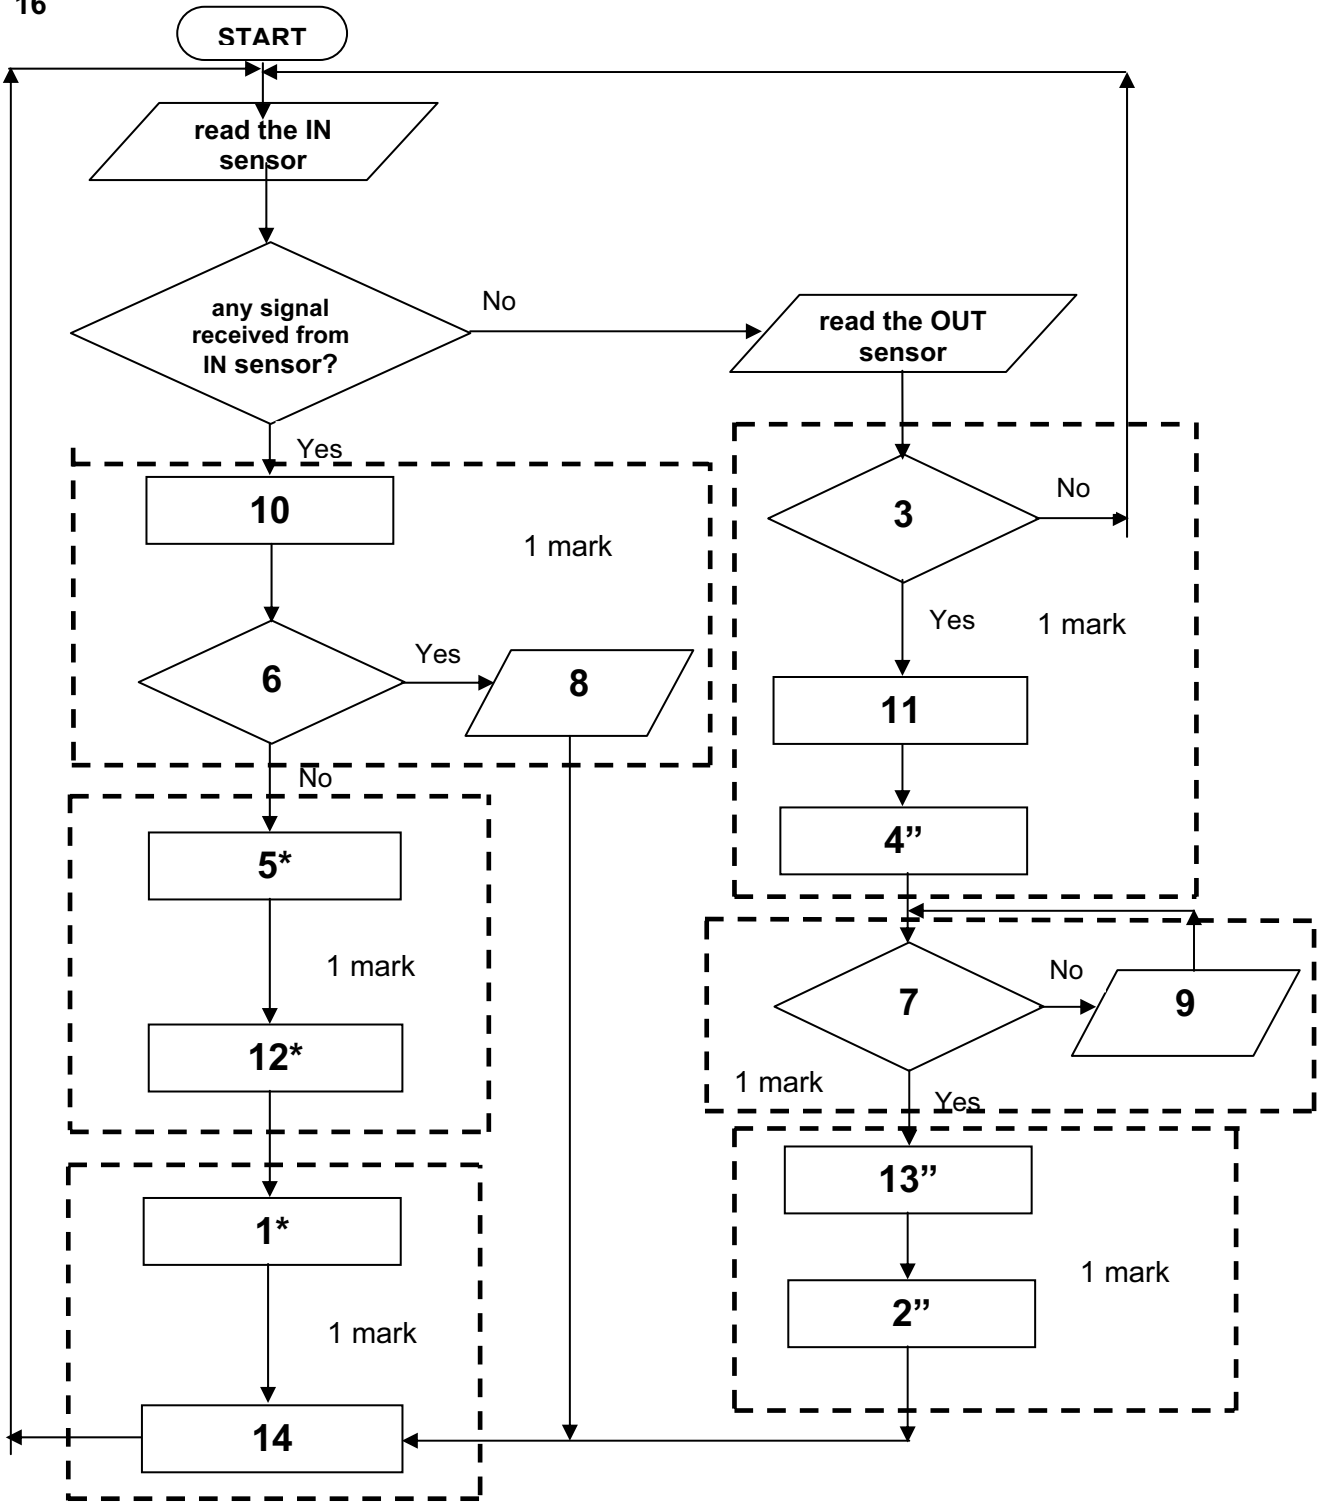 16
START
read the IN
sensor
any signal
received from
IN sensor?
No
read the OUT
sensor
Yes
10
1 mark
6
Yes
8
No
5*
1 mark
12*
1*
1 mark
14
3
No
Yes
1 mark
11
4”
7
No
9
1 mark
Yes
13”
1 mark
2”